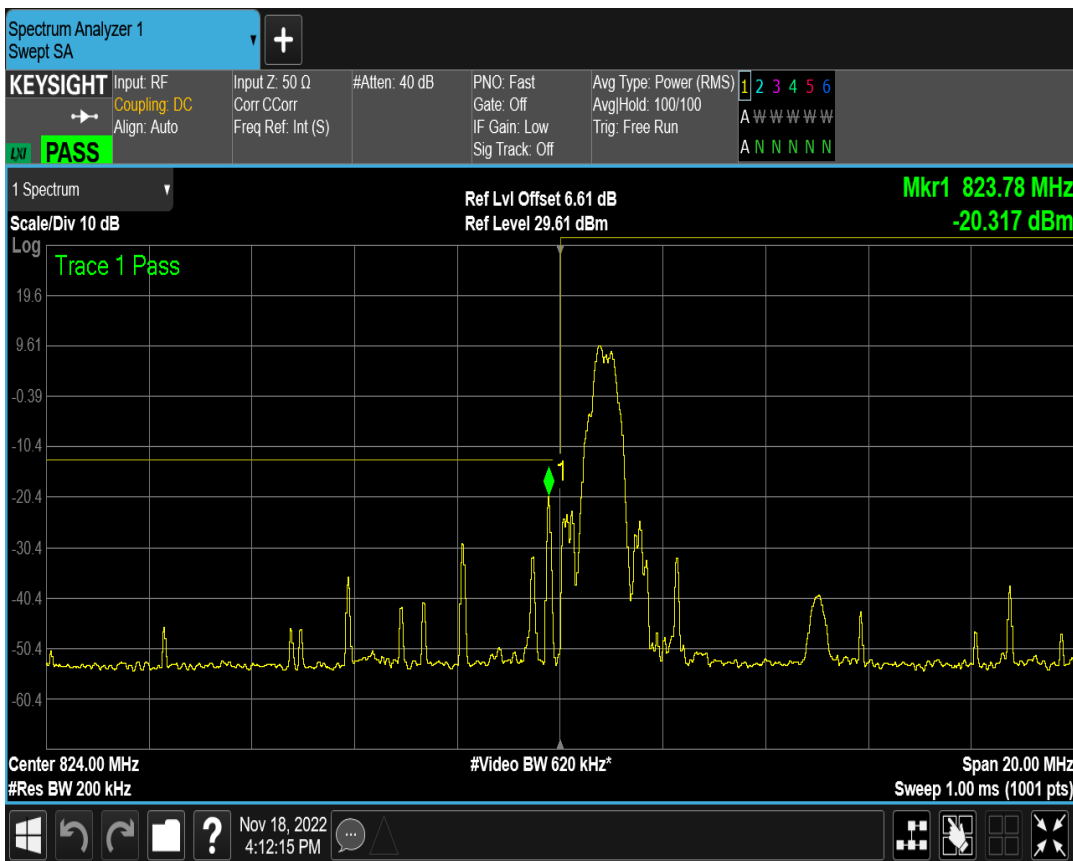 Spectrum Analyzer 1
Swept SA
+
KEYSIGHT
Input: RF
Coupling: DC
Align: Auto
LXI PASS
Input Z: 50 Ω
Corr CCorr
Freq Ref: Int (S)
#Atten: 40 dB
PNO: Fast
Gate: Off
IF Gain: Low
Sig Track: Off
Avg Type: Power (RMS)
Avg|Hold: 100/100
Trig: Free Run
1 2 3 4 5 6
A W W W W W
A N N N N N
1 Spectrum
Scale/Div 10 dB
Ref Lvl Offset 6.61 dB
Ref Level 29.61 dBm
Mkr1 823.78 MHz
-20.317 dBm
Log
Trace 1 Pass
19.6
9.61
-0.39
-10.4
-20.4
-30.4
-40.4
-50.4
-60.4
1
Center 824.00 MHz
#Res BW 200 kHz
#Video BW 620 kHz*
Span 20.00 MHz
Sweep 1.00 ms (1001 pts)
?
Nov 18, 2022
4:12:15 PM